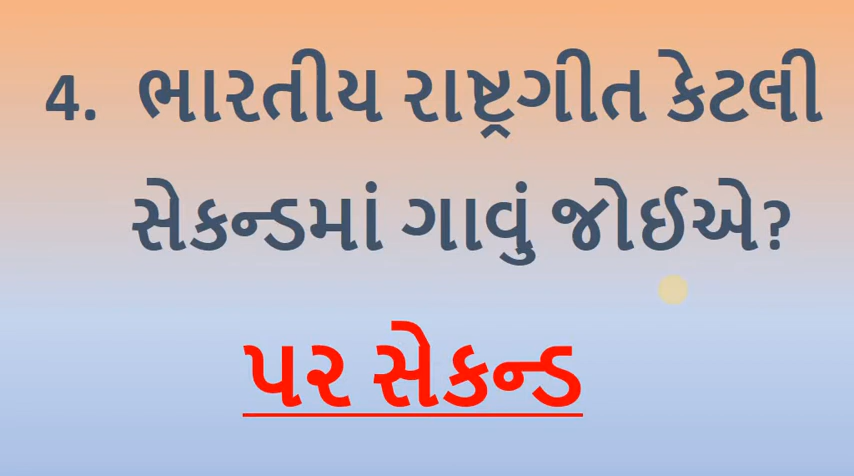 4. ભારતીય રાષ્ટ્રગીત કેટલી
સેકન્ડમાં ગાવું જોઈએ?
૫૨ સેકન્ડ